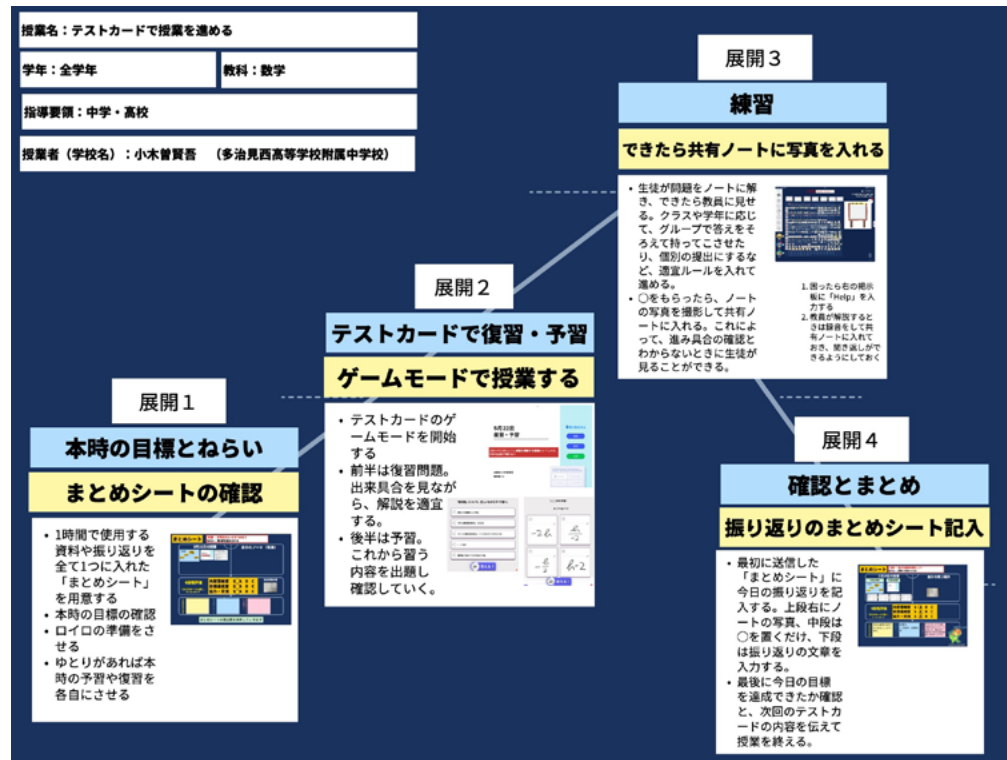 授業名：テストカードで授業を進める
学年：全学年
教科：数学
指導要領：中学・高校
授業者（学校名）：小木曽賢吾　（多治見西高等学校附属中学校）
展開１
本時の目標とねらい
まとめシートの確認
• 1時間で使用する
資料や振り返りを
全て1つに入れた
「まとめシート」
を用意する
• 本時の目標の確認
• ロイロの準備をさ
せる
• ゆとりがあれば本
時の予習や復習を
各自にさせる
まとめシート
展開２
テストカードで復習・予習
ゲームモードで授業する
• テストカードのゲ
ームモードを開始
する
• 前半は復習問題。
出来具合を見なが
ら、解説を適宜
する。
• 後半は予習。
これから習う
内容を出題し
確認していく。
復習・予習
展開３
練習
できたら共有ノートに写真を入れる
• 生徒が問題をノートに解
き、できたら教員に見せ
る。クラスや学年に応じ
て、グループで答えをそ
ろえて持ってこさせた
り、個別の提出にするな
ど、適宜ルールを入れて
進める。
• 〇をもらったら、ノート
の写真を撮影して共有ノ
ートに入れる。これによ
って、進み具合の確認と
わからないときに生徒が
見ることができる。
1. 困ったら右の掲示
板に「Help」を入
力する
2. 教員が解説すると
きは録音をして共
有ノートに入れて
おき、聞き返しがで
きるようにしておく
展開４
確認とまとめ
振り返りのまとめシート記入
• 最初に送信した
「まとめシート」に
今日の振り返りを記
入する。上段右にノ
ートの写真、中段は
〇を置くだけ、下段
は振り返りの文章を
入力する。
• 最後に今日の目標
を達成できたか確認
と、次回のテストカ
ードの内容を伝えて
授業を終える。
まとめシート